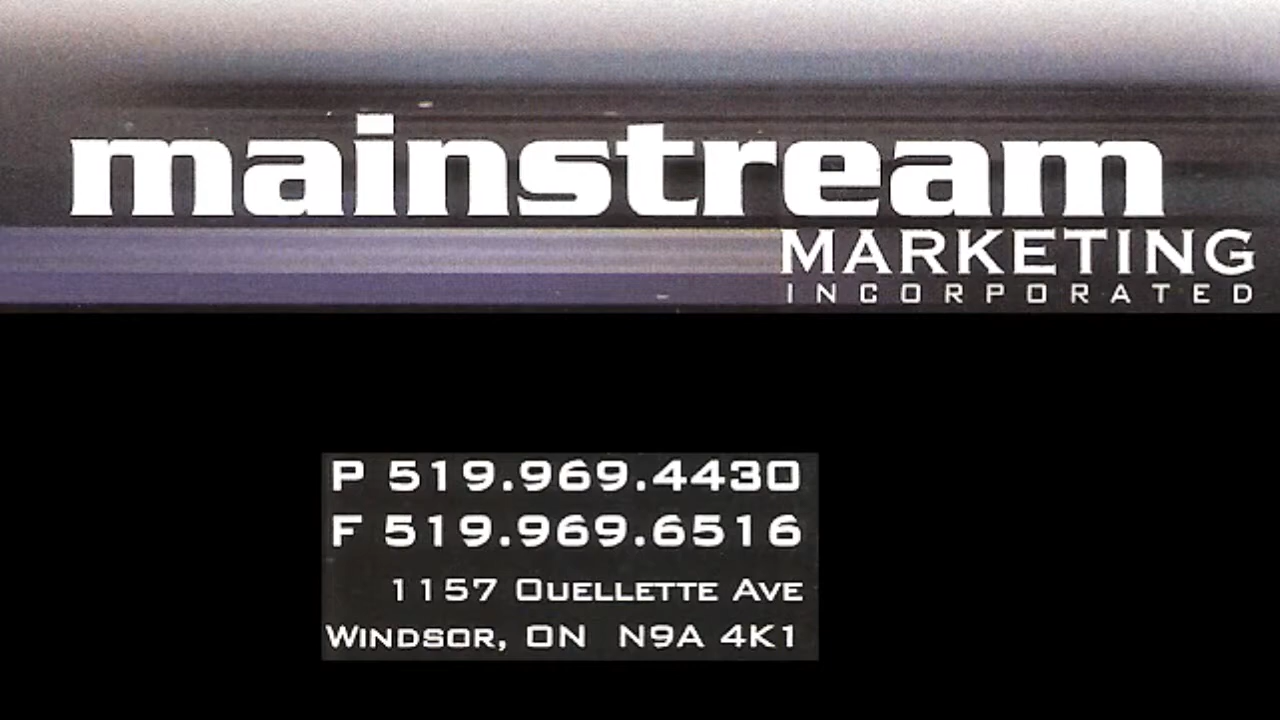 mainstream
MARKETING
INCORPORATED
P 519.969.4430
F 519.969.6516
1157 OUELLETTE AVE
WINDSOR, ON N9A 4K1